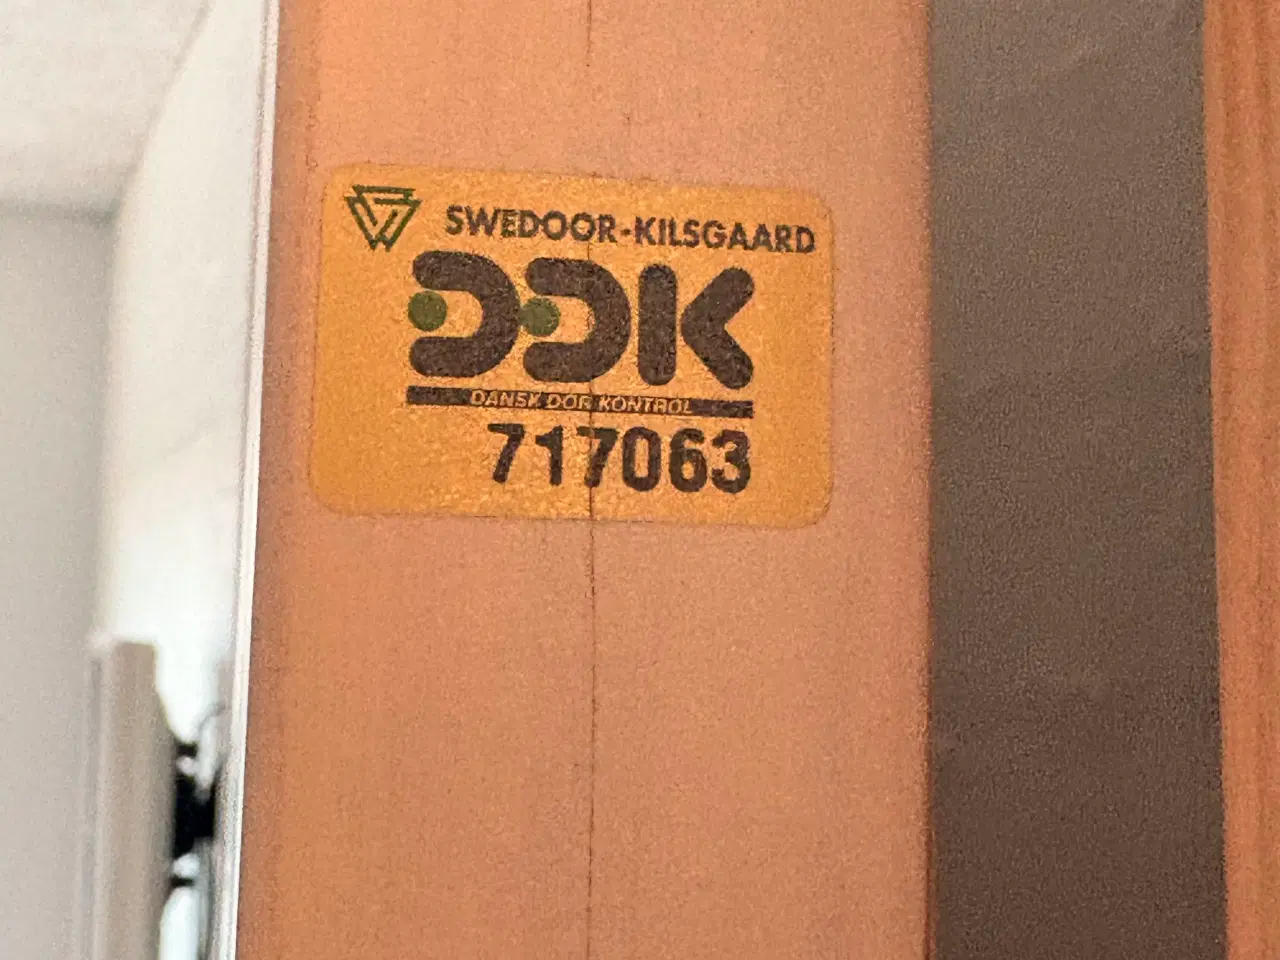 SWEDOOR-KILSGAARD
DDK
DANSK DØR KONTROL
717063